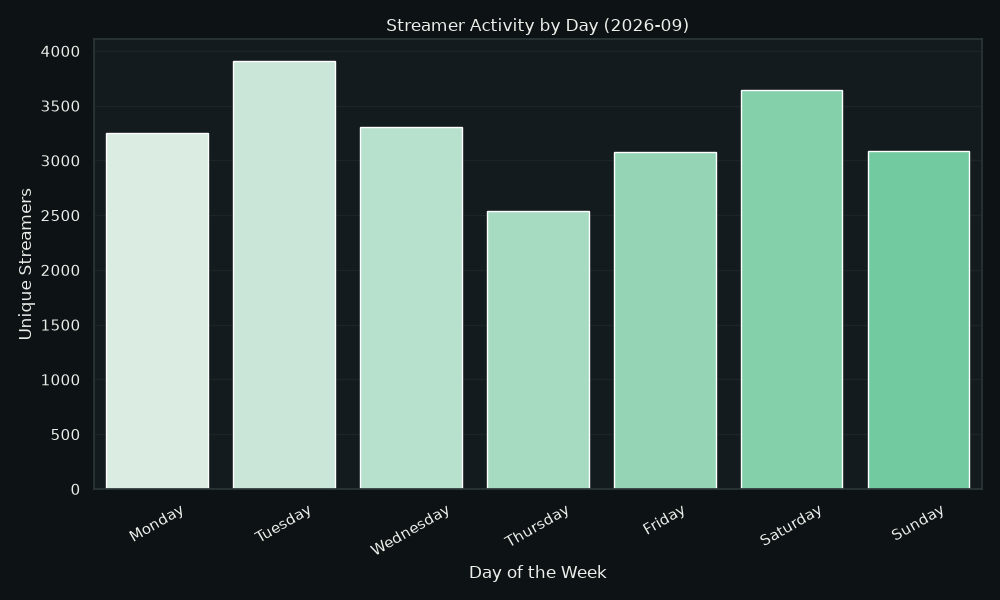 Streamer Activity by Day (2026-09)
Unique Streamers
4000
3500
3000
2500
2000
1500
1000
500
0
Monday
Tuesday
Wednesday
Thursday
Friday
Saturday
Sunday
Day of the Week